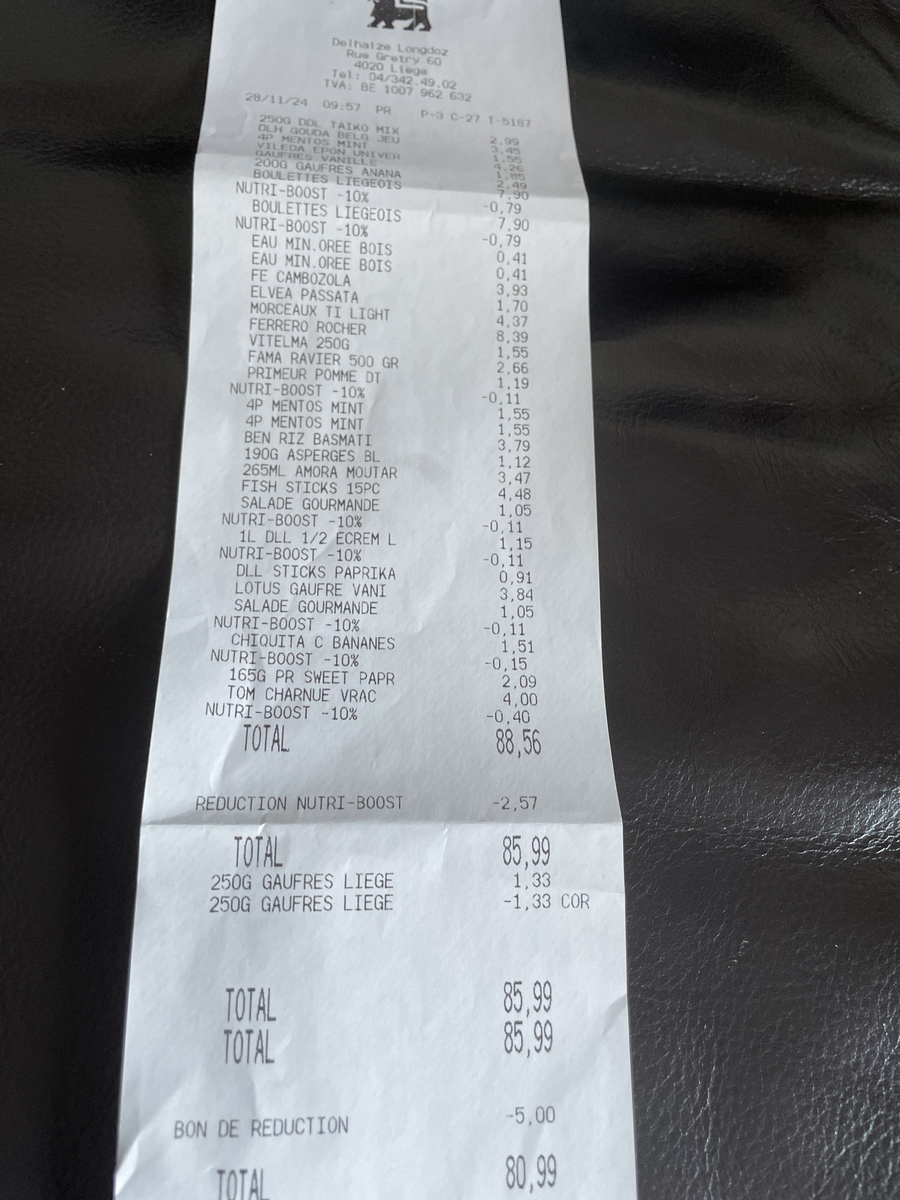 Delhaize Longdoz
Rue Gretry 60
4020 Liege
Tel: 04/342.49.02
TVA: BE 1007 962 632
28/11/24 09:57 PR P-3 C-27 T-5187
250G DDL TAIKO MIX 2,99
DLH GOUDA BELG JEU 3,45
4P MENTOS MINT 1,55
VILEDA EPON UNIVER 4,26
GAUFRES VANILLE 1,85
200G GAUFRES ANANA 2,49
BOULETTES LIEGEOIS 7,90
NUTRI-BOOST -10% -0,79
BOULETTES LIEGEOIS 7,90
NUTRI-BOOST -10% -0,79
EAU MIN.OREE BOIS 0,41
EAU MIN.OREE BOIS 0,41
FE CAMBOZOLA 3,93
ELVEA PASSATA 1,70
MORCEAUX TI LIGHT 4,37
FERRERO ROCHER 8,39
VITELMA 250G 1,55
FAMA RAVIER 500 GR 2,66
PRIMEUR POMME DT 1,19
NUTRI-BOOST -10% -0,11
4P MENTOS MINT 1,55
4P MENTOS MINT 1,55
BEN RIZ BASMATI 3,79
190G ASPERGES BL 1,12
265ML AMORA MOUTAR 3,47
FISH STICKS 15PC 4,48
SALADE GOURMANDE 1,05
NUTRI-BOOST -10% -0,11
1L DLL 1/2 ECREM L 1,15
NUTRI-BOOST -10% -0,11
DLL STICKS PAPRIKA 0,91
LOTUS GAUFRE VANI 3,84
SALADE GOURMANDE 1,05
NUTRI-BOOST -10% -0,11
CHIQUITA C BANANES 1,51
NUTRI-BOOST -10% -0,15
165G PR SWEET PAPR 2,09
TOM CHARNUE VRAC 4,00
NUTRI-BOOST -10% -0,40
TOTAL 88,56
REDUCTION NUTRI-BOOST -2,57
TOTAL 85,99
250G GAUFRES LIEGE 1,33
250G GAUFRES LIEGE -1,33 COR
TOTAL 85,99
TOTAL 85,99
BON DE REDUCTION -5,00
TOTAL 80,99